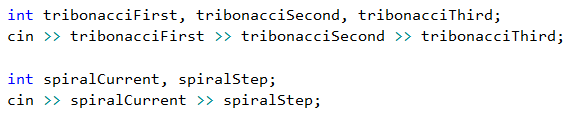 int tribonacciFirst, tribonacciSecond, tribonacciThird;
cin >> tribonacciFirst >> tribonacciSecond >> tribonacciThird;
int spiralCurrent, spiralStep;
cin >> spiralCurrent >> spiralStep;